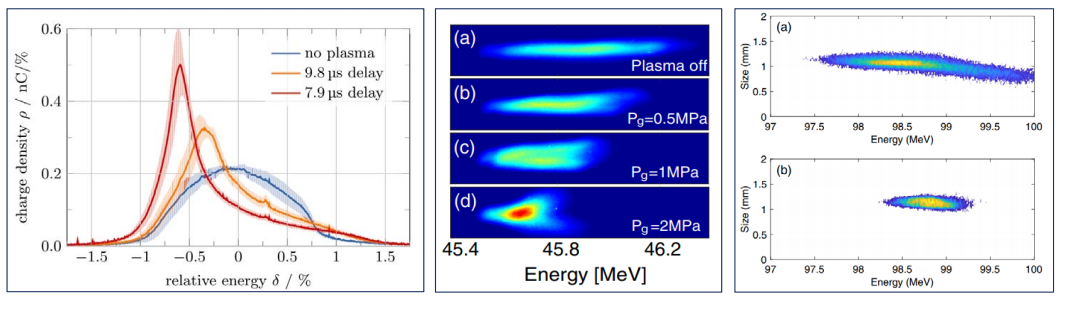 0.6
0.4
0.2
0.0
charge density ρ / nC/%
no plasma
9.8 μs delay
7.9 μs delay
−1.5 −1 −0.5 0 0.5 1 1.5
relative energy δ / %
(a)
Plasma off
(b)
Pg=0.5MPa
(c)
Pg=1MPa
(d)
Pg=2MPa
45.4 45.8 46.2
Energy [MeV]
(a)
2
1.5
1
0.5
0
Size (mm)
97 97.5 98 98.5 99 99.5 100
Energy (MeV)
(b)
2
1.5
1
0.5
0
Size (mm)
97 97.5 98 98.5 99 99.5 100
Energy (MeV)